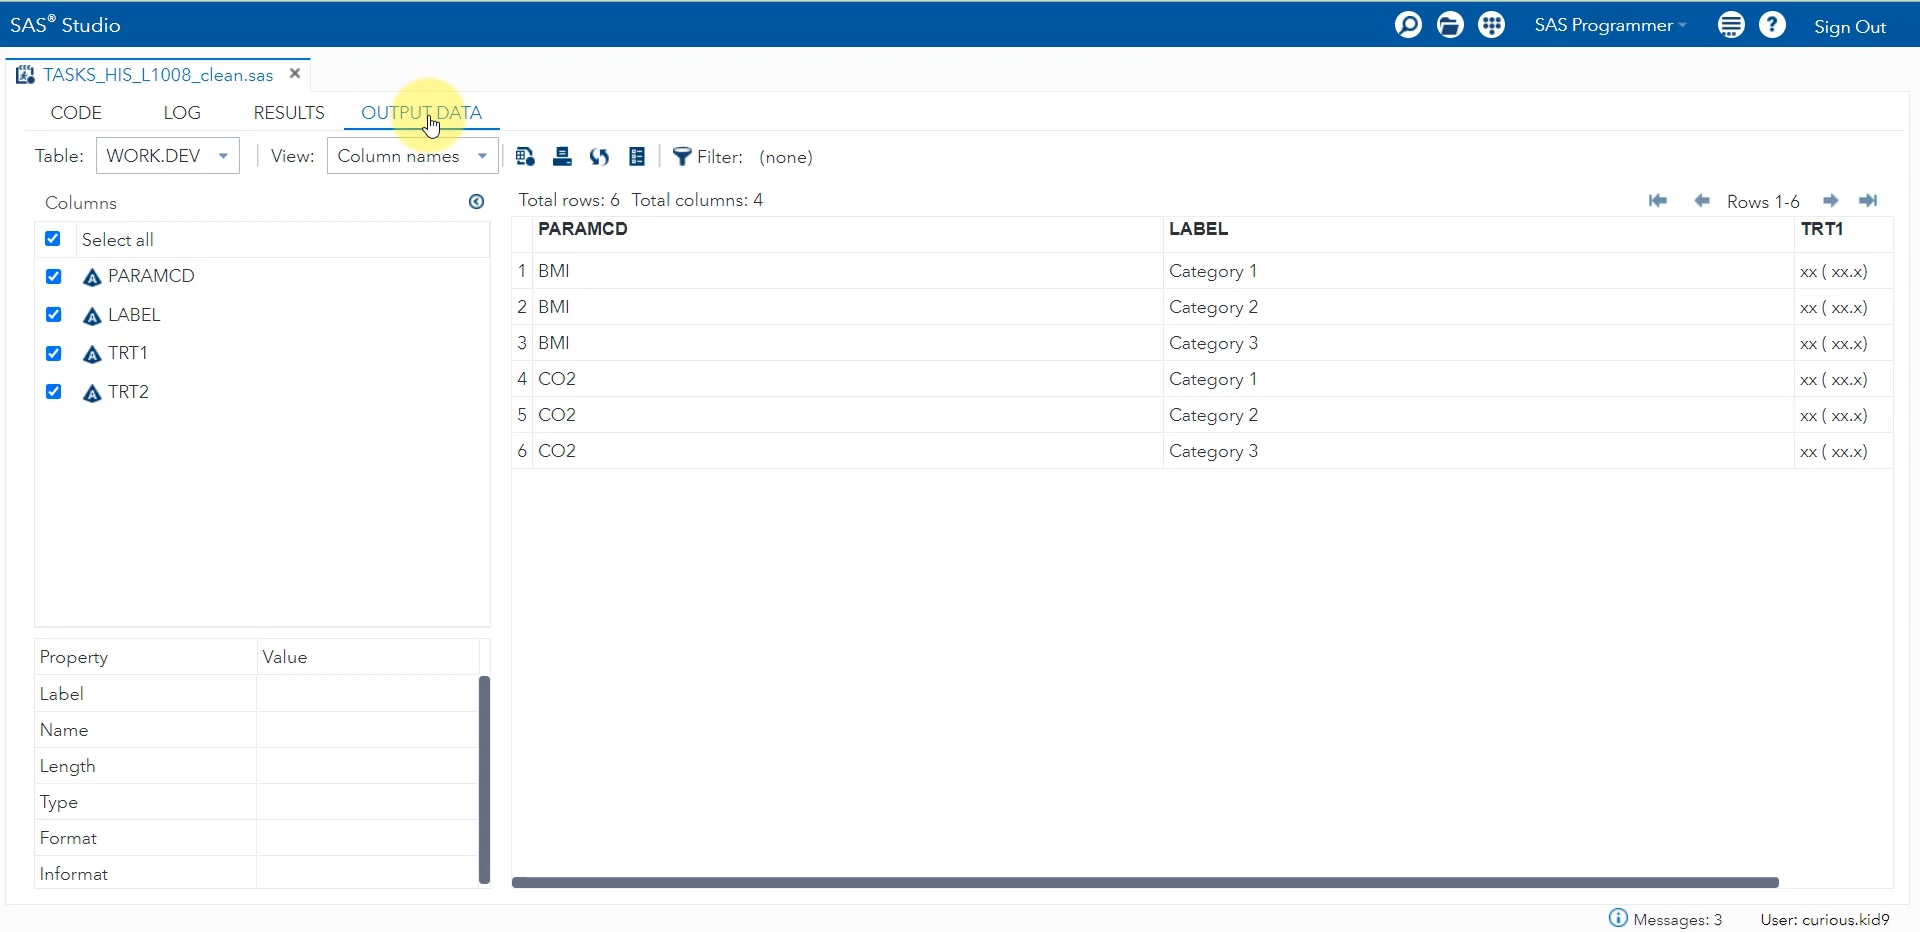 SAS® Studio
SAS Programmer
Sign Out
TASKS_HIS_L1008_clean.sas
CODE LOG RESULTS OUTPUT DATA
Table: WORK.DEV View: Column names Filter: (none)
Columns
Total rows: 6 Total columns: 4
Rows 1-6
Select all
PARAMCD
LABEL
TRT1
TRT2
PARAMCD LABEL TRT1
1 BMI Category 1 xx ( xx.x)
2 BMI Category 2 xx ( xx.x)
3 BMI Category 3 xx ( xx.x)
4 CO2 Category 1 xx ( xx.x)
5 CO2 Category 2 xx ( xx.x)
6 CO2 Category 3 xx ( xx.x)
Property Value
Label
Name
Length
Type
Format
Informat
Messages: 3 User: curious.kid9